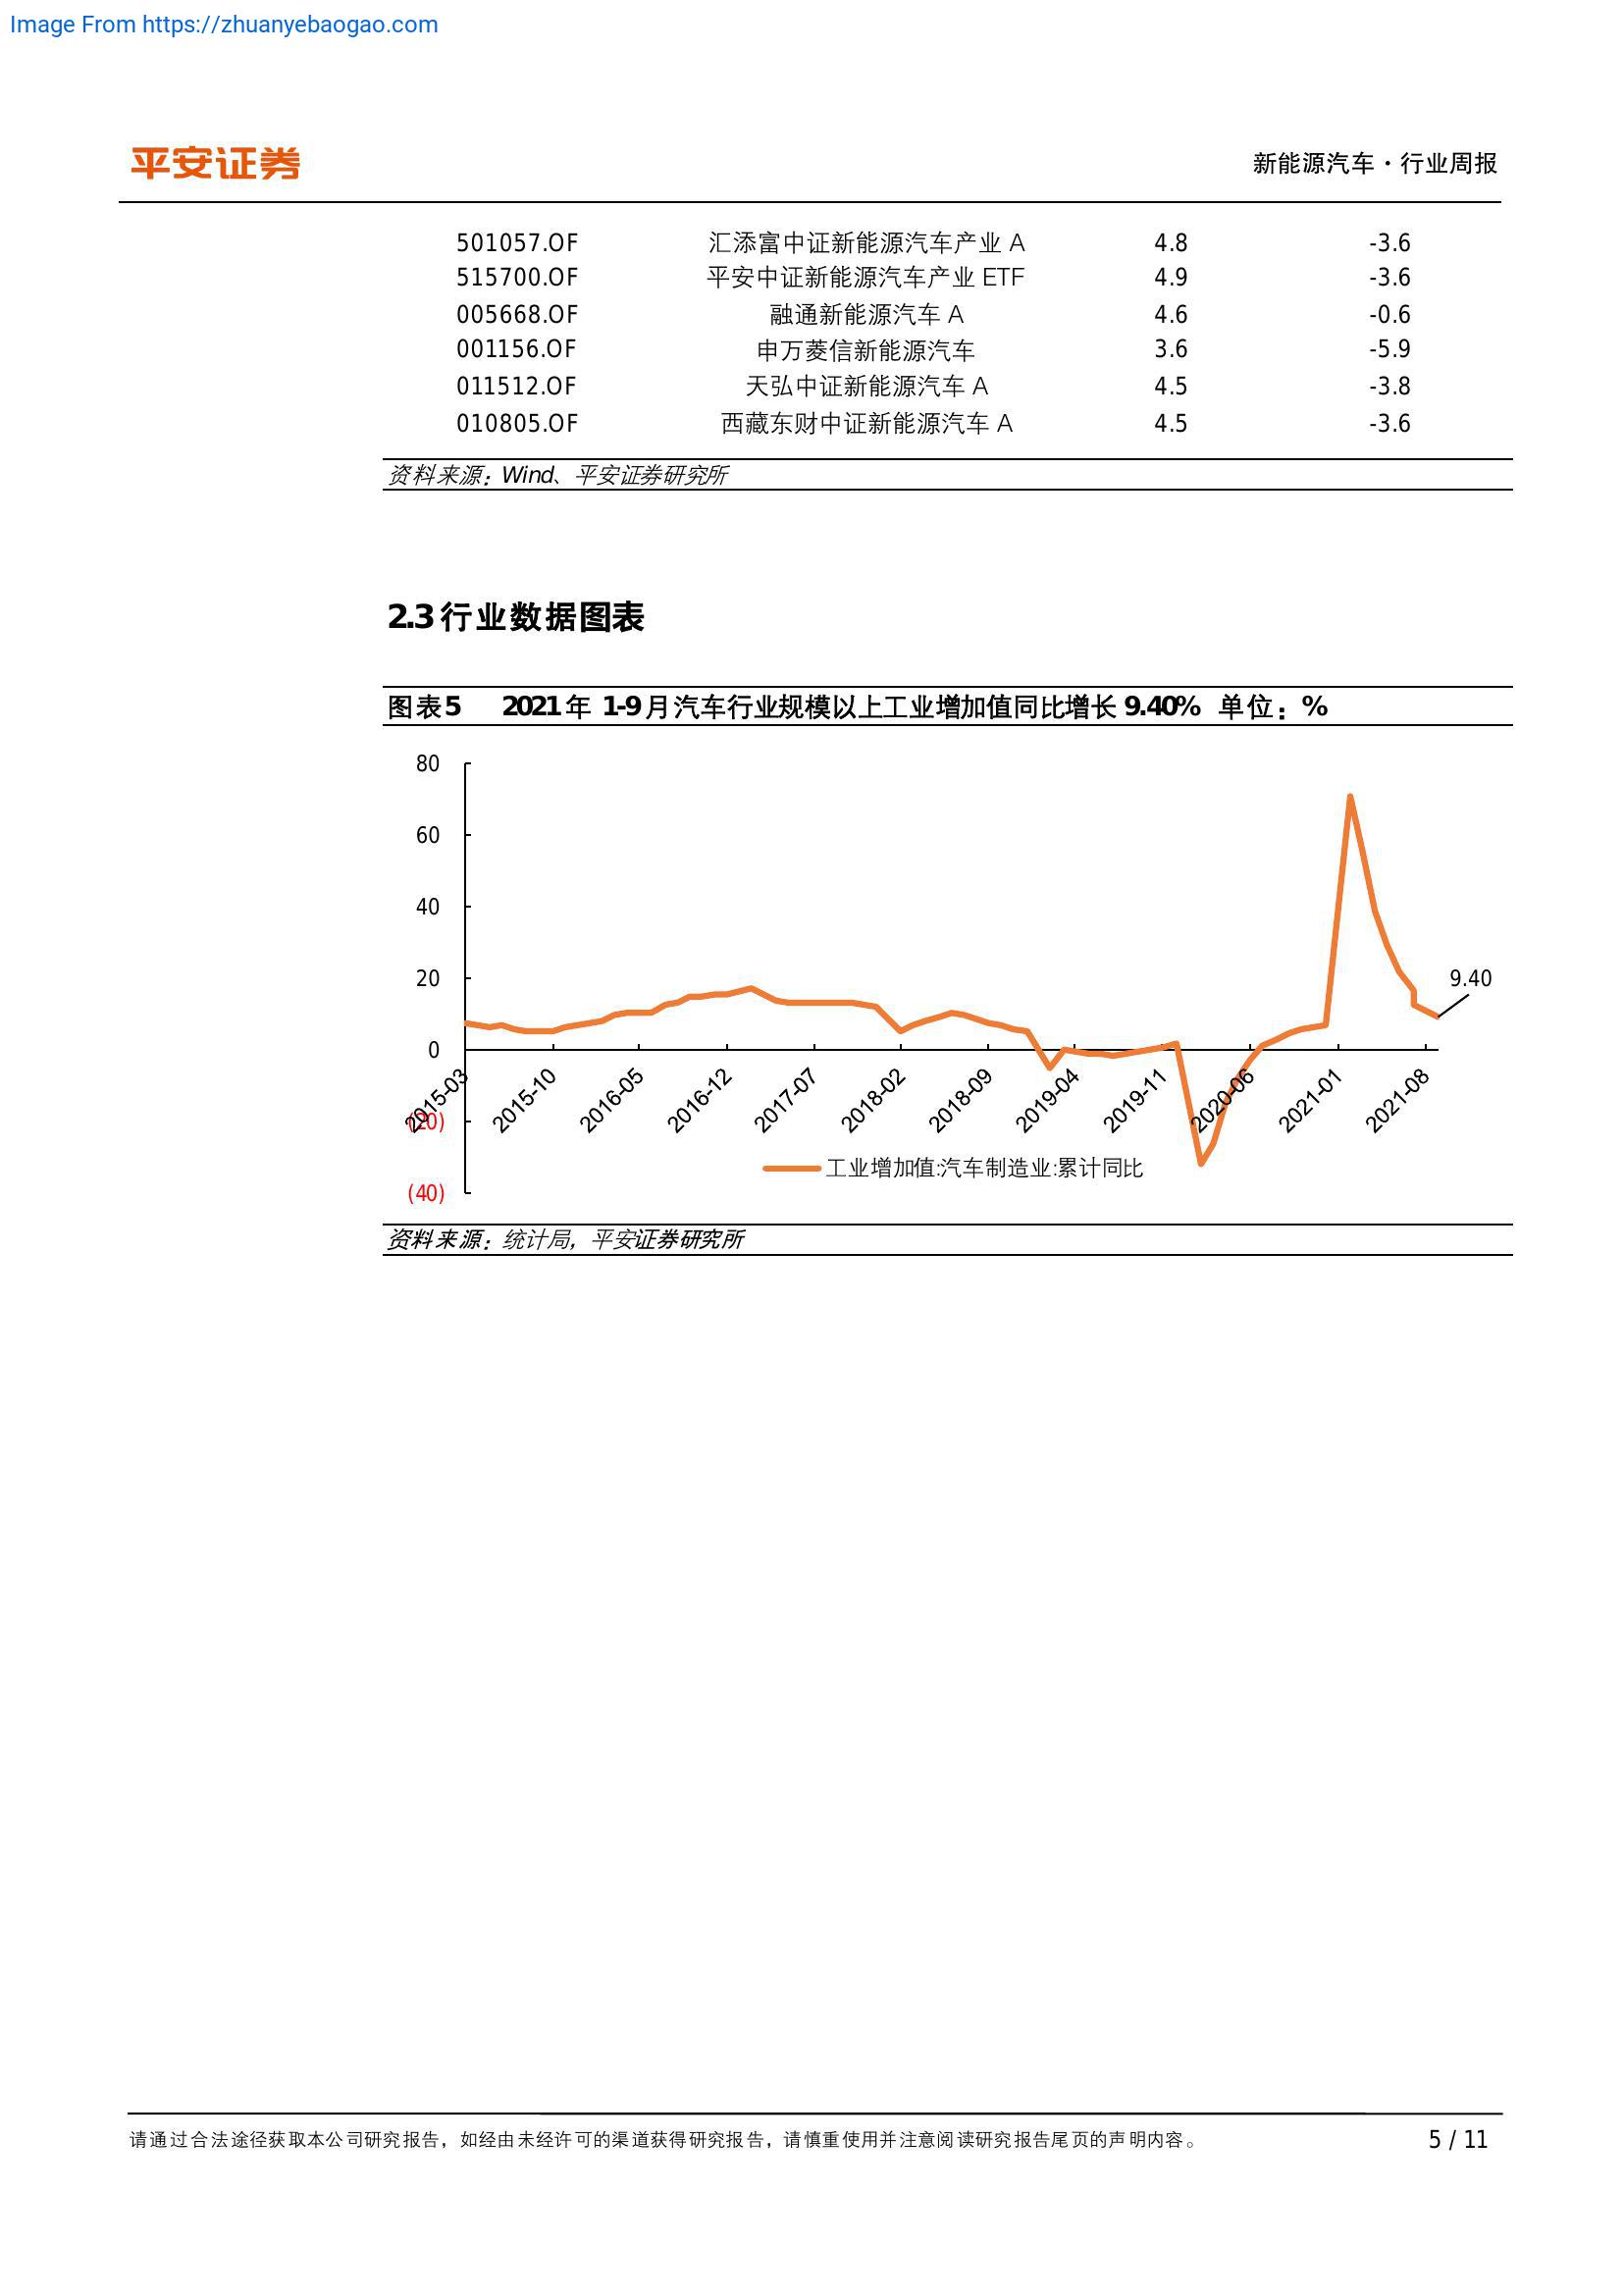 Image From https://zhuanyebaogao.com
平安证券
新能源汽车·行业周报
501057.OF 汇添富中证新能源汽车产业 A 4.8 -3.6
515700.OF 平安中证新能源汽车产业 ETF 4.9 -3.6
005668.OF 融通新能源汽车 A 4.6 -0.6
001156.OF 申万菱信新能源汽车 3.6 -5.9
011512.OF 天弘中证新能源汽车 A 4.5 -3.8
010805.OF 西藏东财中证新能源汽车 A 4.5 -3.6
资料来源：Wind、平安证券研究所
2.3 行业数据图表
图表5 2021 年 1-9 月汽车行业规模以上工业增加值同比增长 9.40% 单位：%
80
60
40
20
0
(20)
(40)
9.40
2015-03 2015-10 2016-05 2016-12 2017-07 2018-02 2018-09 2019-04 2019-11 2020-06 2021-01 2021-08
工业增加值:汽车制造业:累计同比
资料来源：统计局，平安证券研究所
请通过合法途径获取本公司研究报告，如经由未经许可的渠道获得研究报告，请慎重使用并注意阅读研究报告尾页的声明内容。
5 / 11